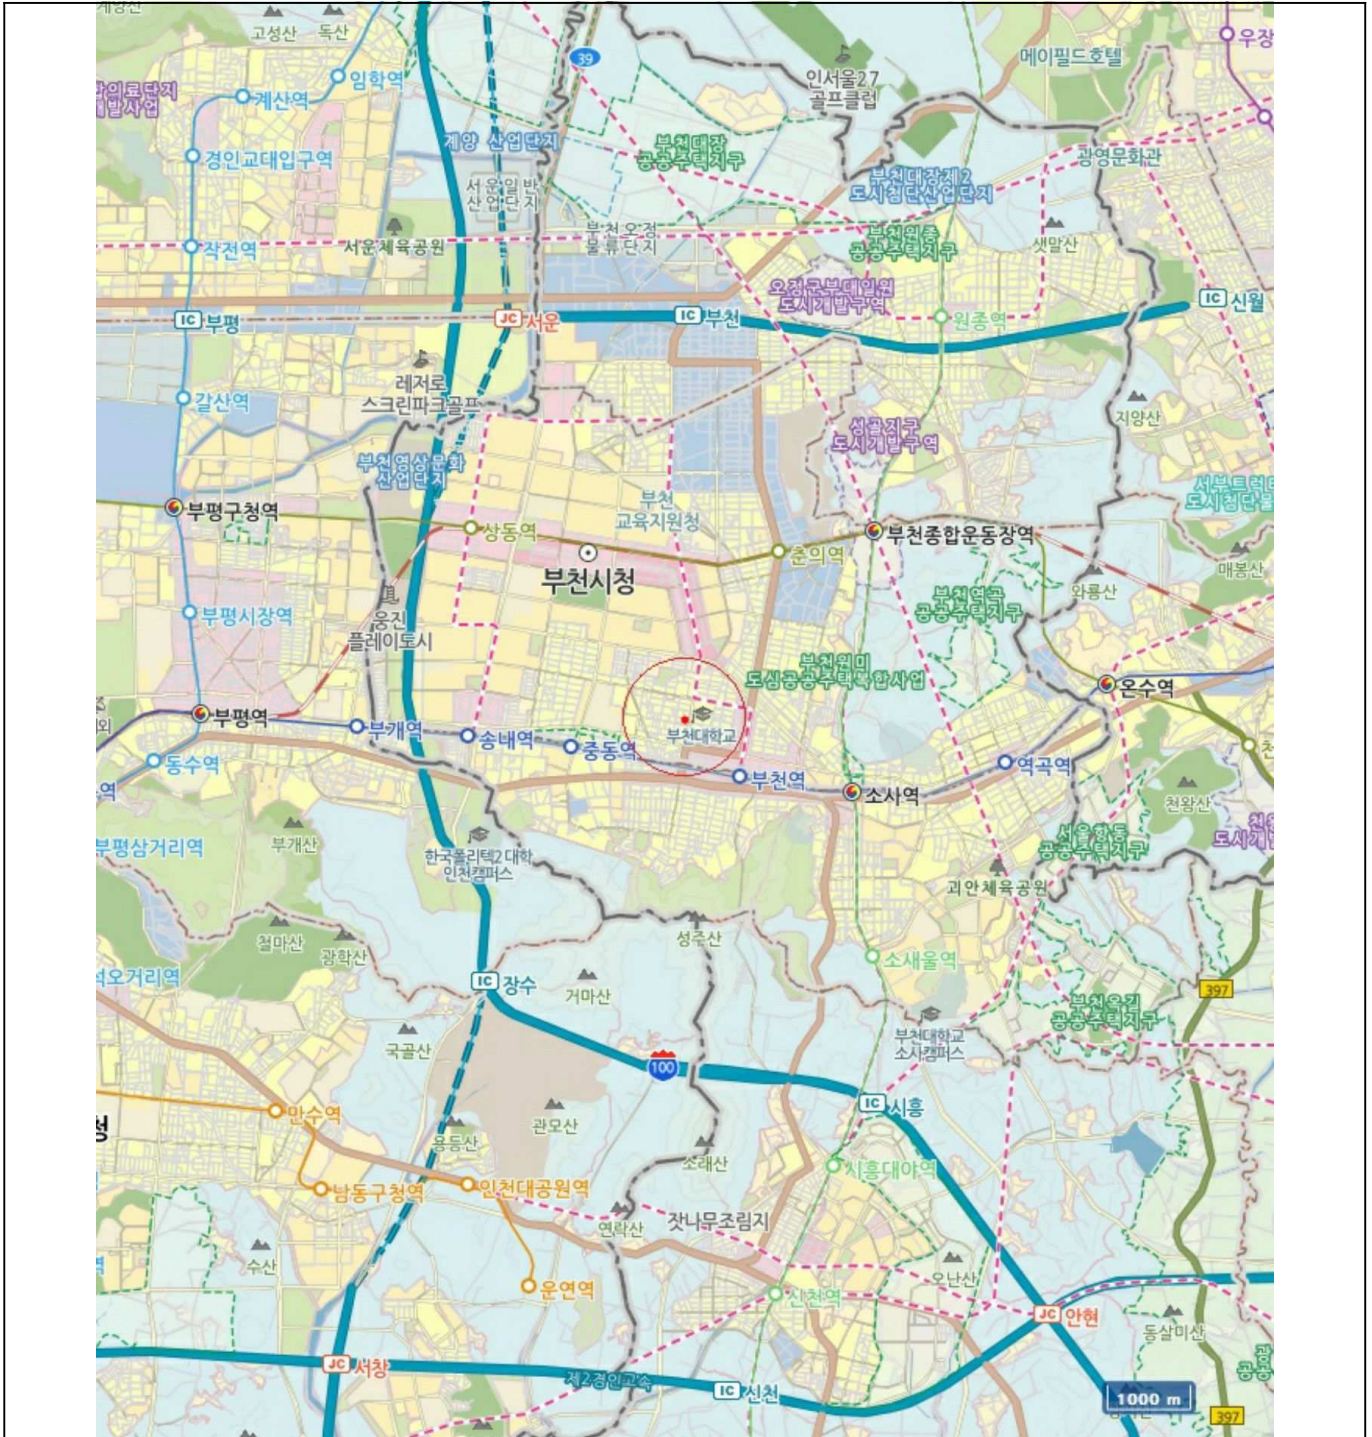 고성산
독산
39
우장
메이필드호텔
임학역
인서울27
골프클럽
계산역
개발사업
계양 산업단지
부천대장
공공주택지구
경인교대입구역
광영문화관
서운일반
산업단지
부천대장제2
도시첨단산업단지
서운체육공원
부천오정
물류단지
부천원종
공공주택지구
샛말산
작전역
오정군부대일원
도시개발구역
IC 부평
JC 서운
IC 부천
원종역
IC 신월
레저로
스크린파크골프
갈산역
지양산
성골지구
도시개발구역
부천영상문화
산업단지
부평구청역
부천
교육지원청
상동역
부천종합운동장역
춘의역
부천시청
매봉산
와룡산
부천역곡
공공주택지구
부평시장역
웅진
플레이도시
부천원미
도심공공주택복합사업
온수역
부평역
부개역
송내역
중동역
부천대학교
부천역
동수역
역곡역
소사역
천왕산
부평삼거리역
부개산
서울항동
공공주택지구
한국폴리텍2대학
인천캠퍼스
괴안체육공원
철마산
광학산
성주산
석오거리역
소새울역
IC 장수
거마산
397
부천옥길
공공주택지구
국골산
부천대학교
소사캠퍼스
100
IC 시흥
만수역
관모산
용등산
소래산
시흥대야역
남동구청역
인천대공원역
연락산
잣나무조림지
수산
운연역
오난산
신천역
JC 안현
동살미산
JC 서창
제2경인고속
IC 신천
1000 m
397